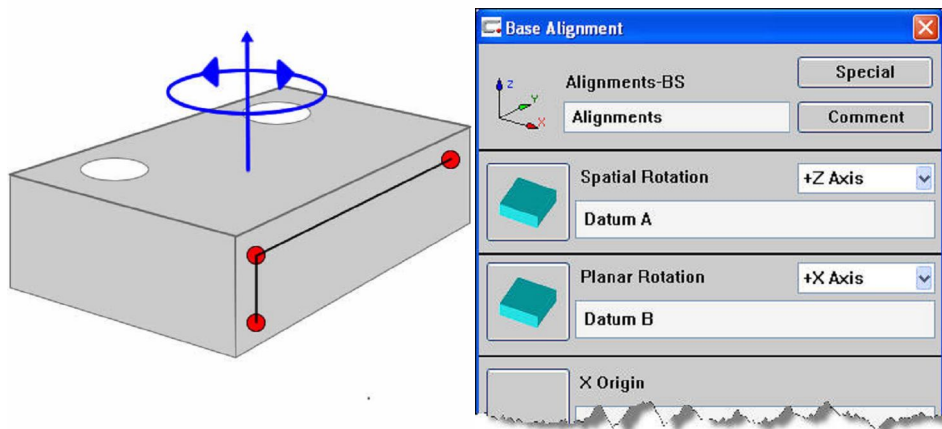 Base Alignment
Z
Y
X
Alignments-BS
Special
Alignments
Comment
Spatial Rotation
+Z Axis
Datum A
Planar Rotation
+X Axis
Datum B
X Origin